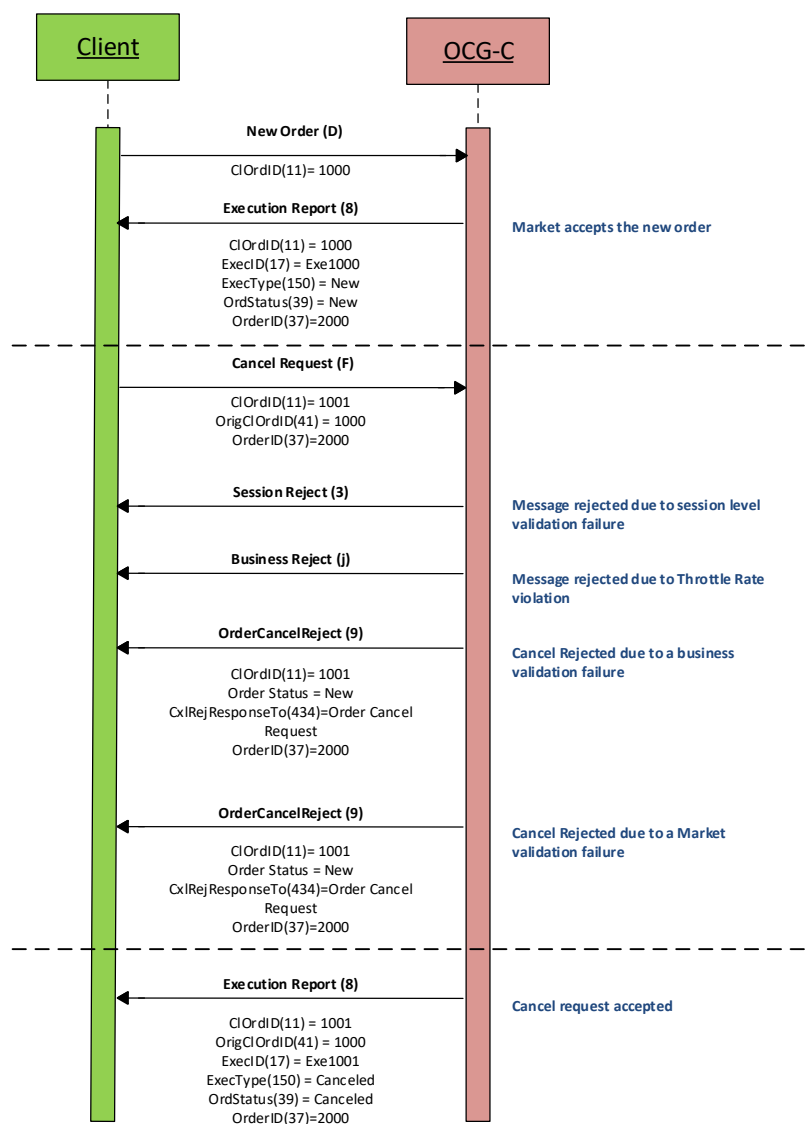 Client
OCG-C
New Order (D)
ClOrdID(11)= 1000
Execution Report (8)
Market accepts the new order
ClOrdID(11) = 1000
ExecID(17) = Exe1000
ExecType(150) = New
OrdStatus(39) = New
OrderID(37)=2000
Cancel Request (F)
ClOrdID(11)= 1001
OrigClOrdID(41) = 1000
OrderID(37)=2000
Session Reject (3)
Message rejected due to session level
validation failure
Business Reject (j)
Message rejected due to Throttle Rate
violation
OrderCancelReject (9)
Cancel Rejected due to a business
validation failure
ClOrdID(11)= 1001
Order Status = New
CxlRejResponseTo(434)=Order Cancel
Request
OrderID(37)=2000
OrderCancelReject (9)
Cancel Rejected due to a Market
validation failure
ClOrdID(11)= 1001
Order Status = New
CxlRejResponseTo(434)=Order Cancel
Request
OrderID(37)=2000
Execution Report (8)
Cancel request accepted
ClOrdID(11) = 1001
OrigClOrdID(41) = 1000
ExecID(17) = Exe1001
ExecType(150) = Canceled
OrdStatus(39) = Canceled
OrderID(37)=2000